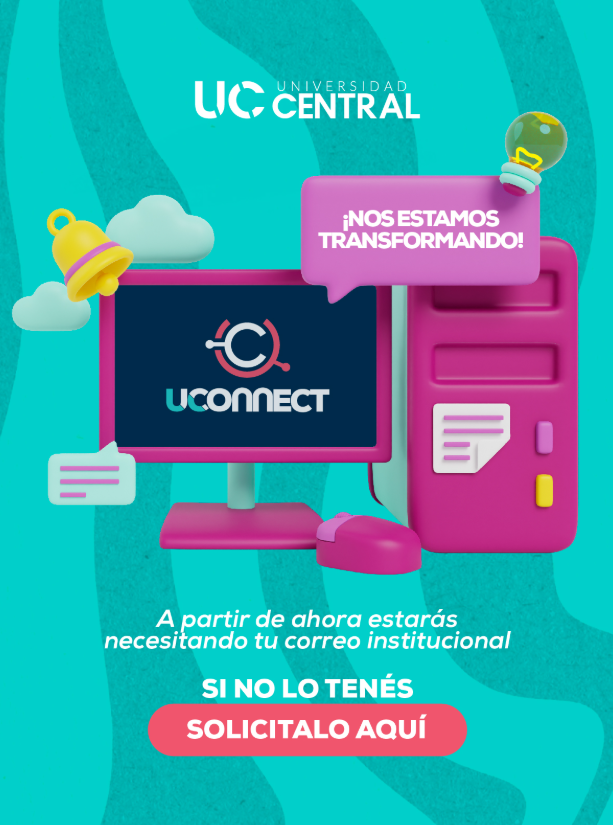 UC UNIVERSIDAD
CENTRAL
¡NOS ESTAMOS
TRANSFORMANDO!
C
UCONNECT
A partir de ahora estarás
necesitando tu correo institucional
SI NO LO TENÉS
SOLICITALO AQUÍ